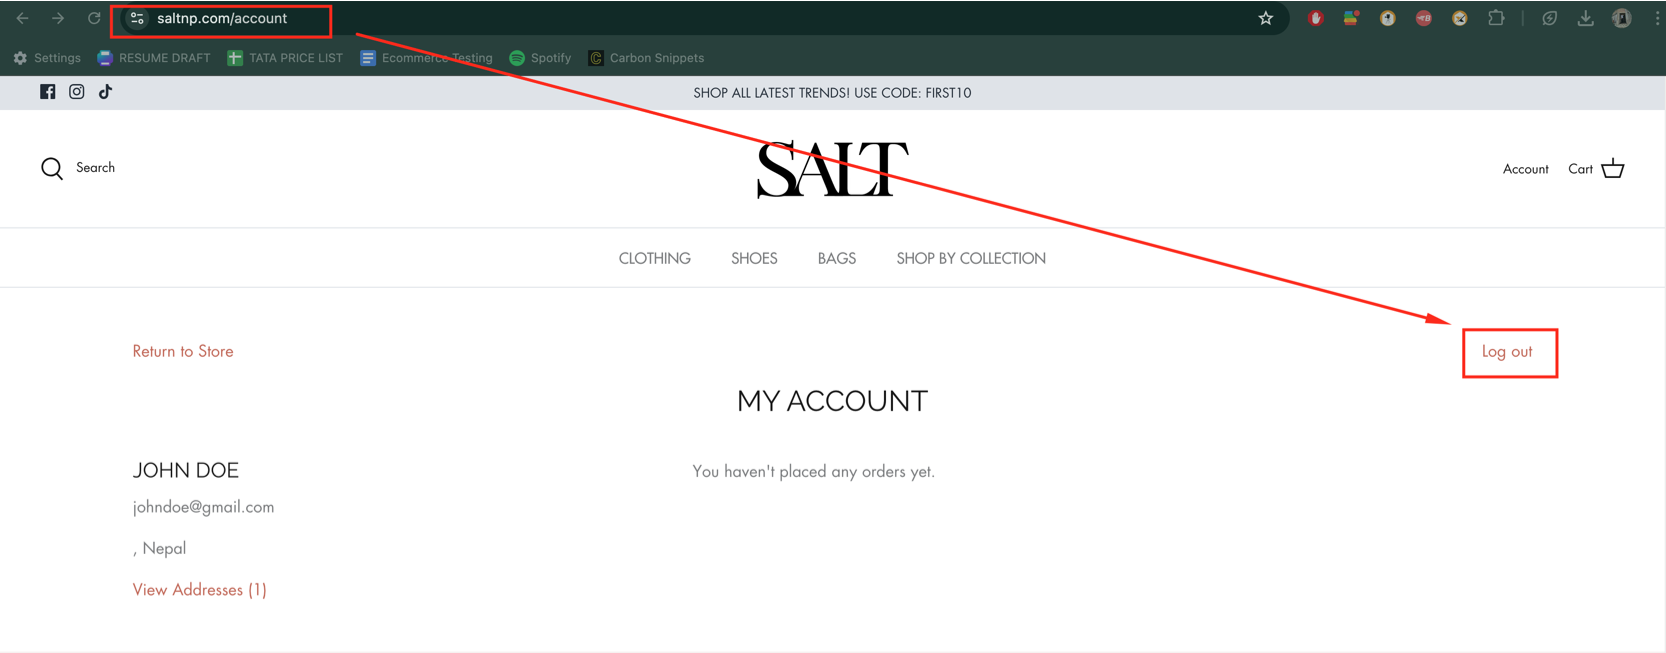 saltnp.com/account
Settings RESUME DRAFT TATA PRICE LIST Ecommerce Testing Spotify Carbon Snippets
SHOP ALL LATEST TRENDS! USE CODE: FIRST10
Search SALT Account Cart
CLOTHING SHOES BAGS SHOP BY COLLECTION
Return to Store Log out
MY ACCOUNT
JOHN DOE You haven't placed any orders yet.
johndoe@gmail.com
, Nepal
View Addresses (1)